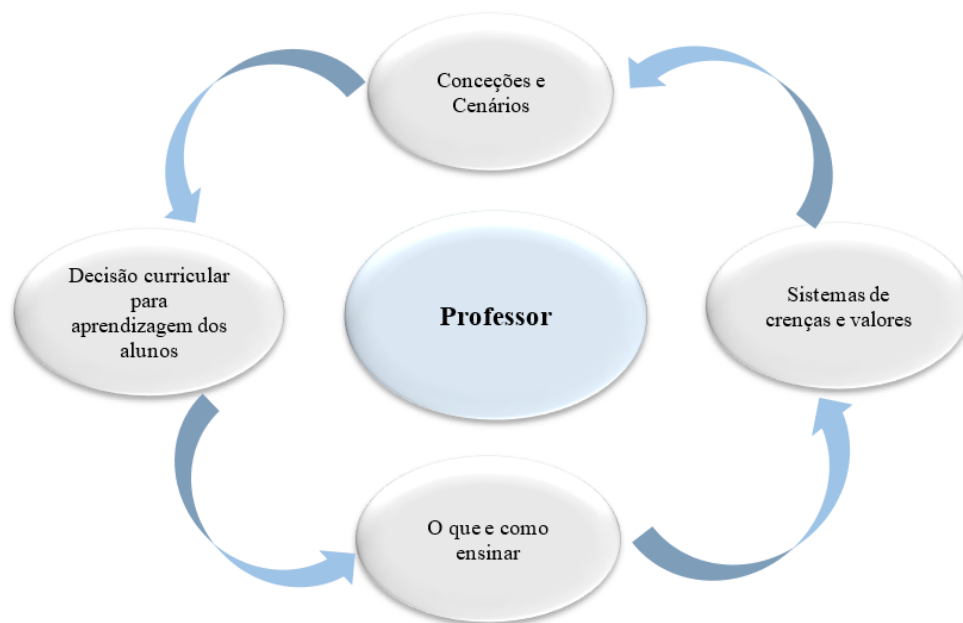 Conceções e
Cenários
Decisão curricular
para
aprendizagem dos
alunos
Professor
Sistemas de
crenças e valores
O que e como
ensinar